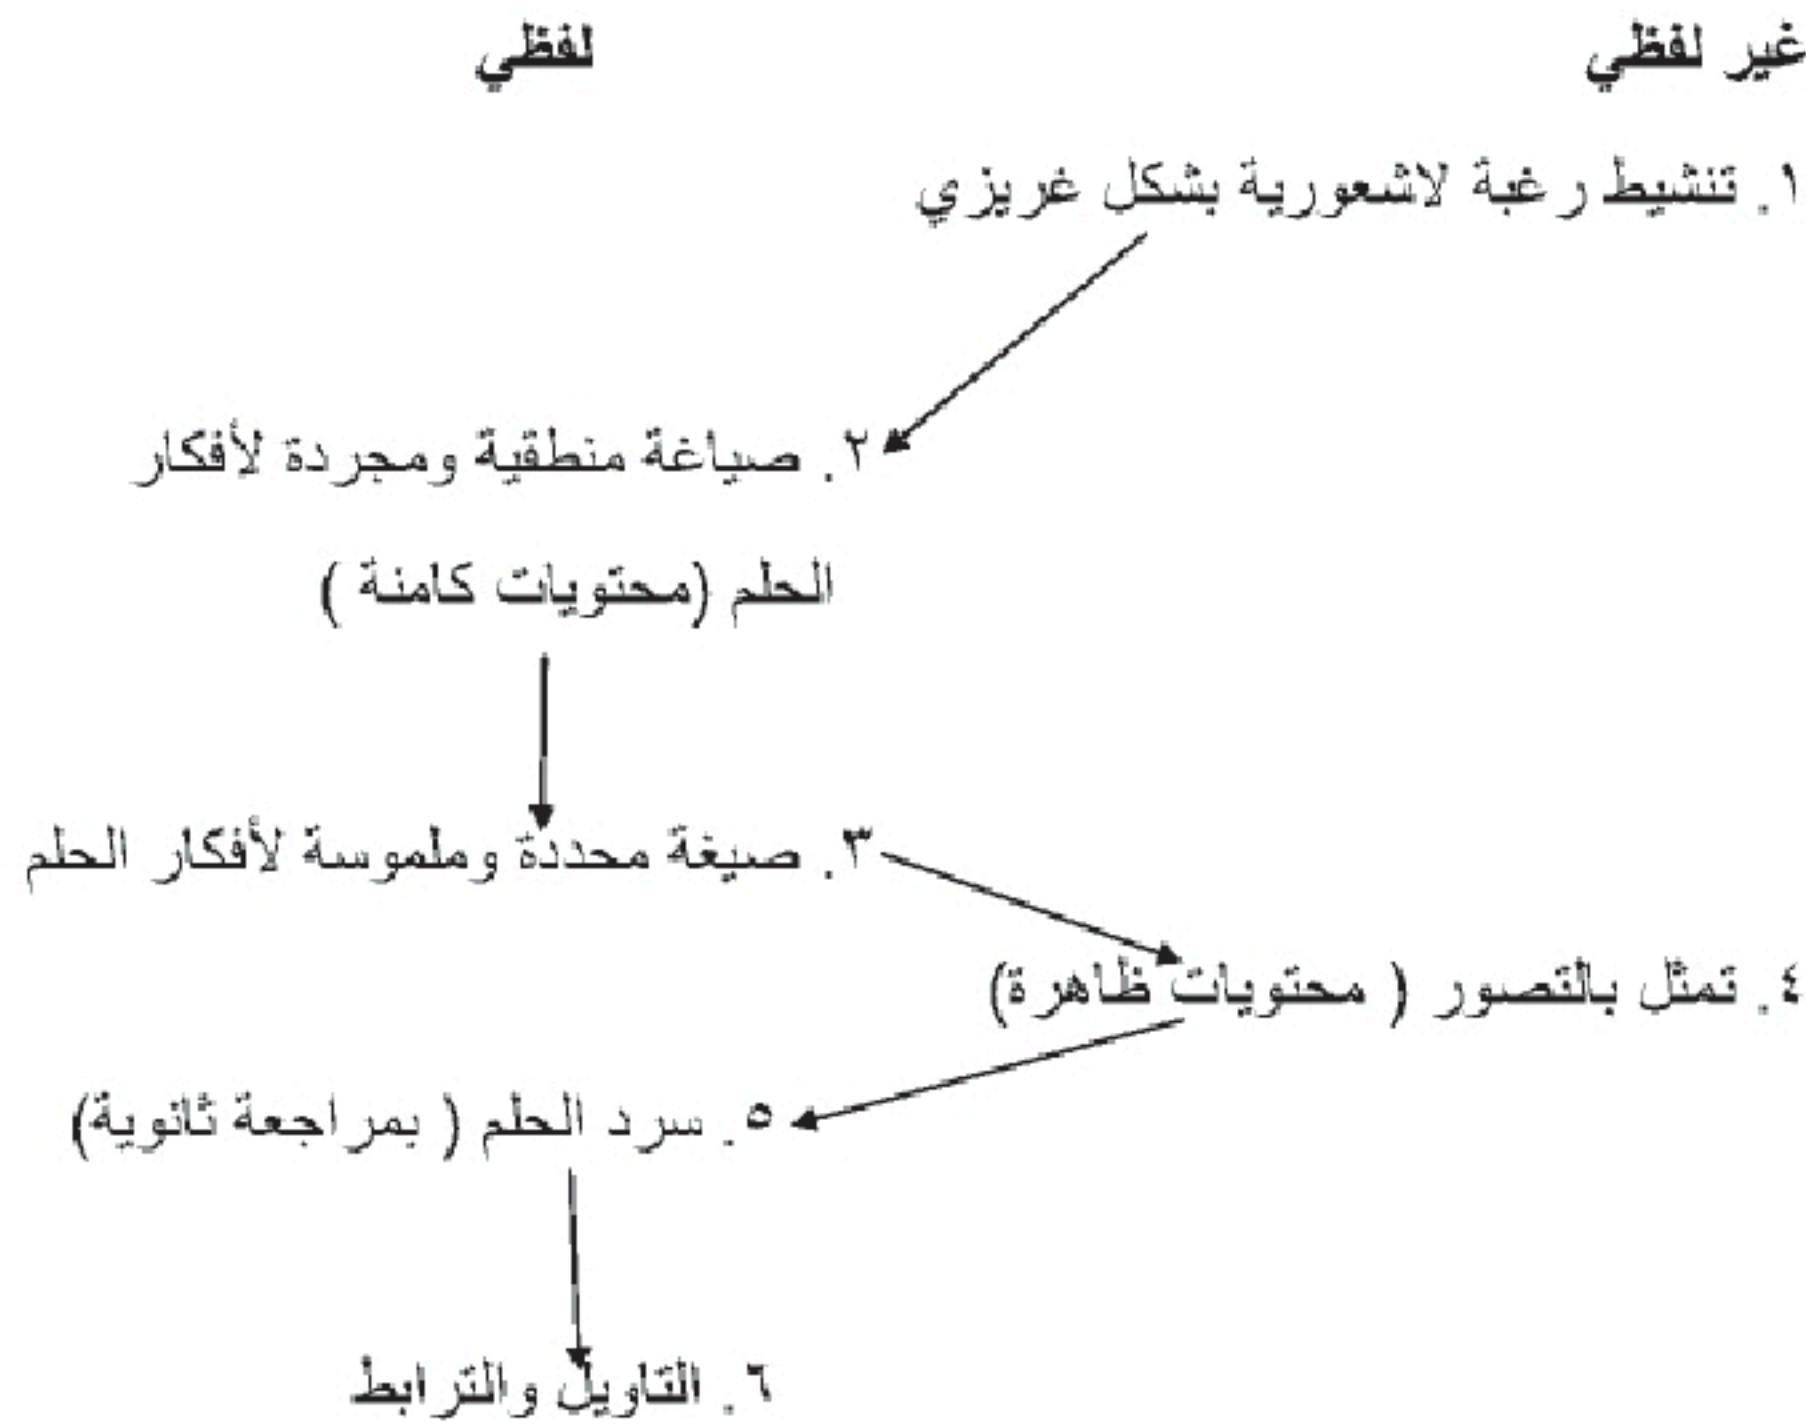 غير لفظي
لفظي
١. تنشيط رغبة لاشعورية بشكل غريزي
٢. صياغة منطقية ومجردة لأفكار
الحلم (محتويات كامنة )
٣. صيغة محددة وملموسة لأفكار الحلم
٤. تمثل بالتصور ( محتويات ظاهرة)
٥. سرد الحلم ( بمراجعة ثانوية)
٦. التاويل والترابط